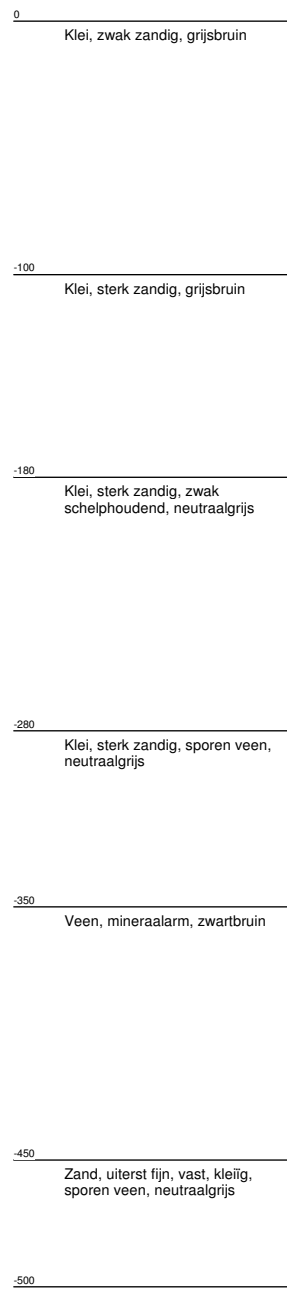 0
Klei, zwak zandig, grijsbruin
-100
Klei, sterk zandig, grijsbruin
-180
Klei, sterk zandig, zwak
schelphoudend, neutraalgrijs
-280
Klei, sterk zandig, sporen veen,
neutraalgrijs
-350
Veen, mineraalarm, zwartbruin
-450
Zand, uiterst fijn, vast, kleiïg,
sporen veen, neutraalgrijs
-500